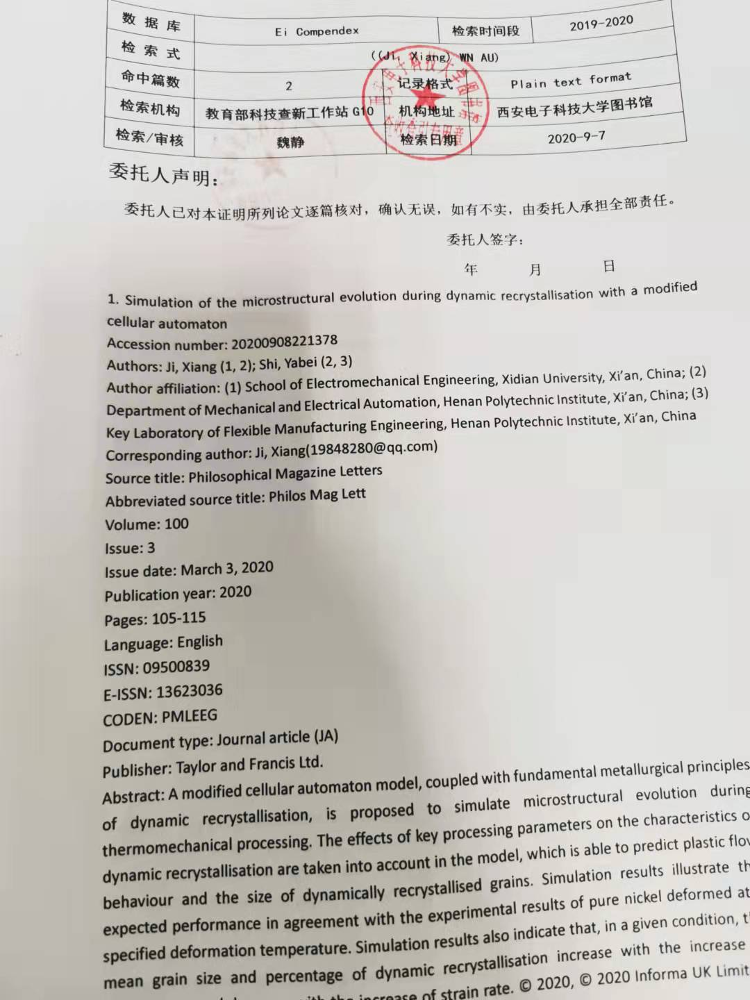 数 据 库 Ei Compendex 检索时间段 2019-2020
检 索 式 ((Ji, Xiang) WN AU)
命中篇数 2 记录格式 Plain text format
检索机构 教育部科技查新工作站 G10 机构地址 西安电子科技大学图书馆
检索/审核 魏静 检索日期 2020-9-7
委托人声明：
委托人已对本证明所列论文逐篇核对，确认无误，如有不实，由委托人承担全部责任。
委托人签字：
年 月 日
1. Simulation of the microstructural evolution during dynamic recrystallisation with a modified
cellular automaton
Accession number: 20200908221378
Authors: Ji, Xiang (1, 2); Shi, Yabei (2, 3)
Author affiliation: (1) School of Electromechanical Engineering, Xidian University, Xi’an, China; (2)
Department of Mechanical and Electrical Automation, Henan Polytechnic Institute, Xi’an, China; (3)
Key Laboratory of Flexible Manufacturing Engineering, Henan Polytechnic Institute, Xi’an, China
Corresponding author: Ji, Xiang(19848280@qq.com)
Source title: Philosophical Magazine Letters
Abbreviated source title: Philos Mag Lett
Volume: 100
Issue: 3
Issue date: March 3, 2020
Publication year: 2020
Pages: 105-115
Language: English
ISSN: 09500839
E-ISSN: 13623036
CODEN: PMLEEG
Document type: Journal article (JA)
Publisher: Taylor and Francis Ltd.
Abstract: A modified cellular automaton model, coupled with fundamental metallurgical principles
of dynamic recrystallisation, is proposed to simulate microstructural evolution during
thermomechanical processing. The effects of key processing parameters on the characteristics o
dynamic recrystallisation are taken into account in the model, which is able to predict plastic flo
behaviour and the size of dynamically recrystallised grains. Simulation results illustrate th
expected performance in agreement with the experimental results of pure nickel deformed at
specified deformation temperature. Simulation results also indicate that, in a given condition, t
mean grain size and percentage of dynamic recrystallisation increase with the increase
with the increase of strain rate. © 2020, © 2020 Informa UK Limit